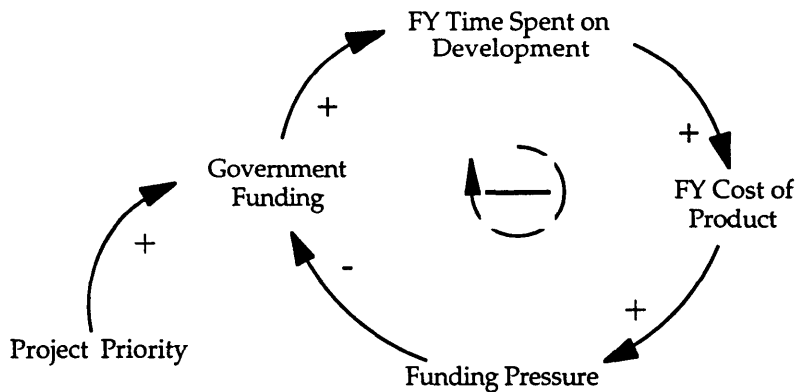 FY Time Spent on
Development
+
+
Government
Funding
FY Cost of
Product
+
-
+
Project Priority
Funding Pressure